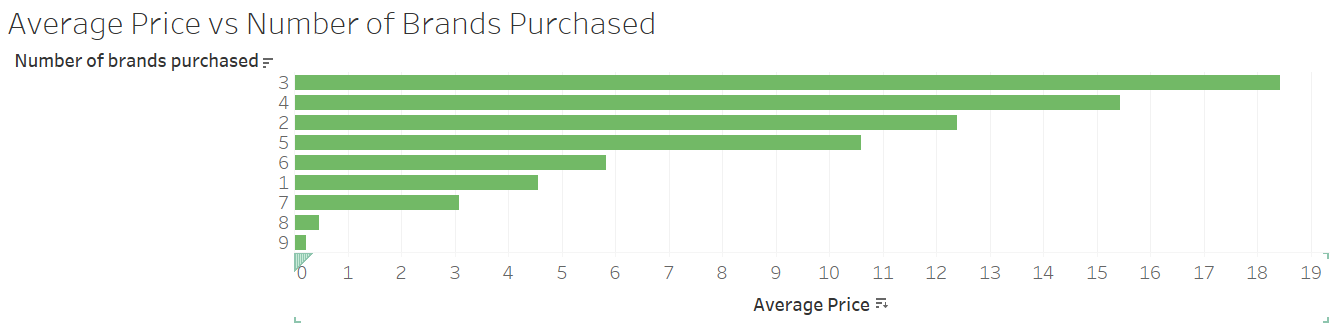 Average Price vs Number of Brands Purchased
Number of brands purchased
3
4
2
5
6
1
7
8
9
0 1 2 3 4 5 6 7 8 9 10 11 12 13 14 15 16 17 18 19
Average Price